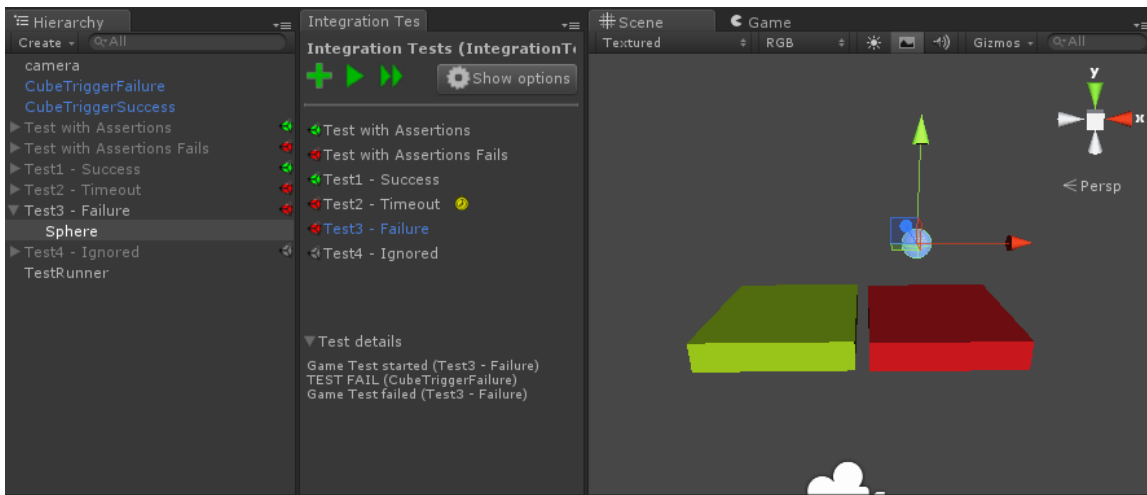 Hierarchy
Create
All
camera
CubeTriggerFailure
CubeTriggerSuccess
Test with Assertions
Test with Assertions Fails
Test1 - Success
Test2 - Timeout
Test3 - Failure
Sphere
Test4 - Ignored
TestRunner
Integration Tes
Integration Tests (IntegrationT
Show options
Test with Assertions
Test with Assertions Fails
Test1 - Success
Test2 - Timeout
Test3 - Failure
Test4 - Ignored
Test details
Game Test started (Test3 - Failure)
TEST FAIL (CubeTriggerFailure)
Game Test failed (Test3 - Failure)
Scene
Game
Textured
RGB
Gizmos
All
y
x
Persp